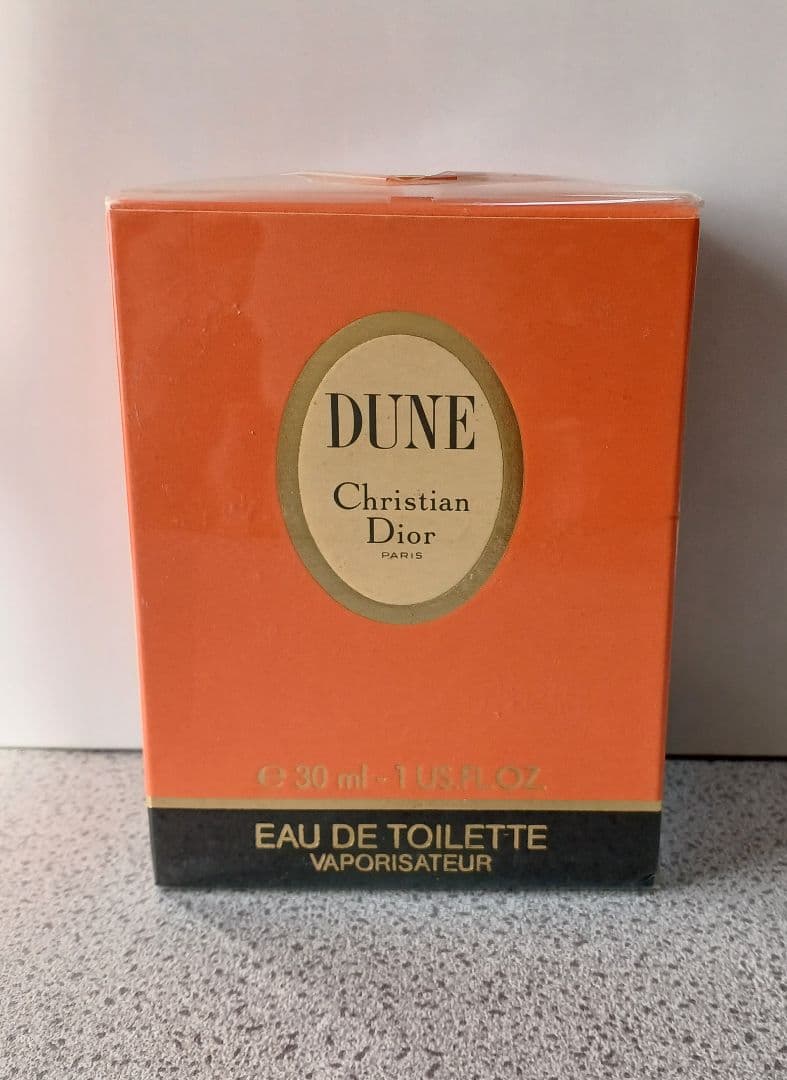 DUNE
Christian
Dior
PARIS
℮ 30 ml - 1 US.FL.OZ.
EAU DE TOILETTE
VAPORISATEUR